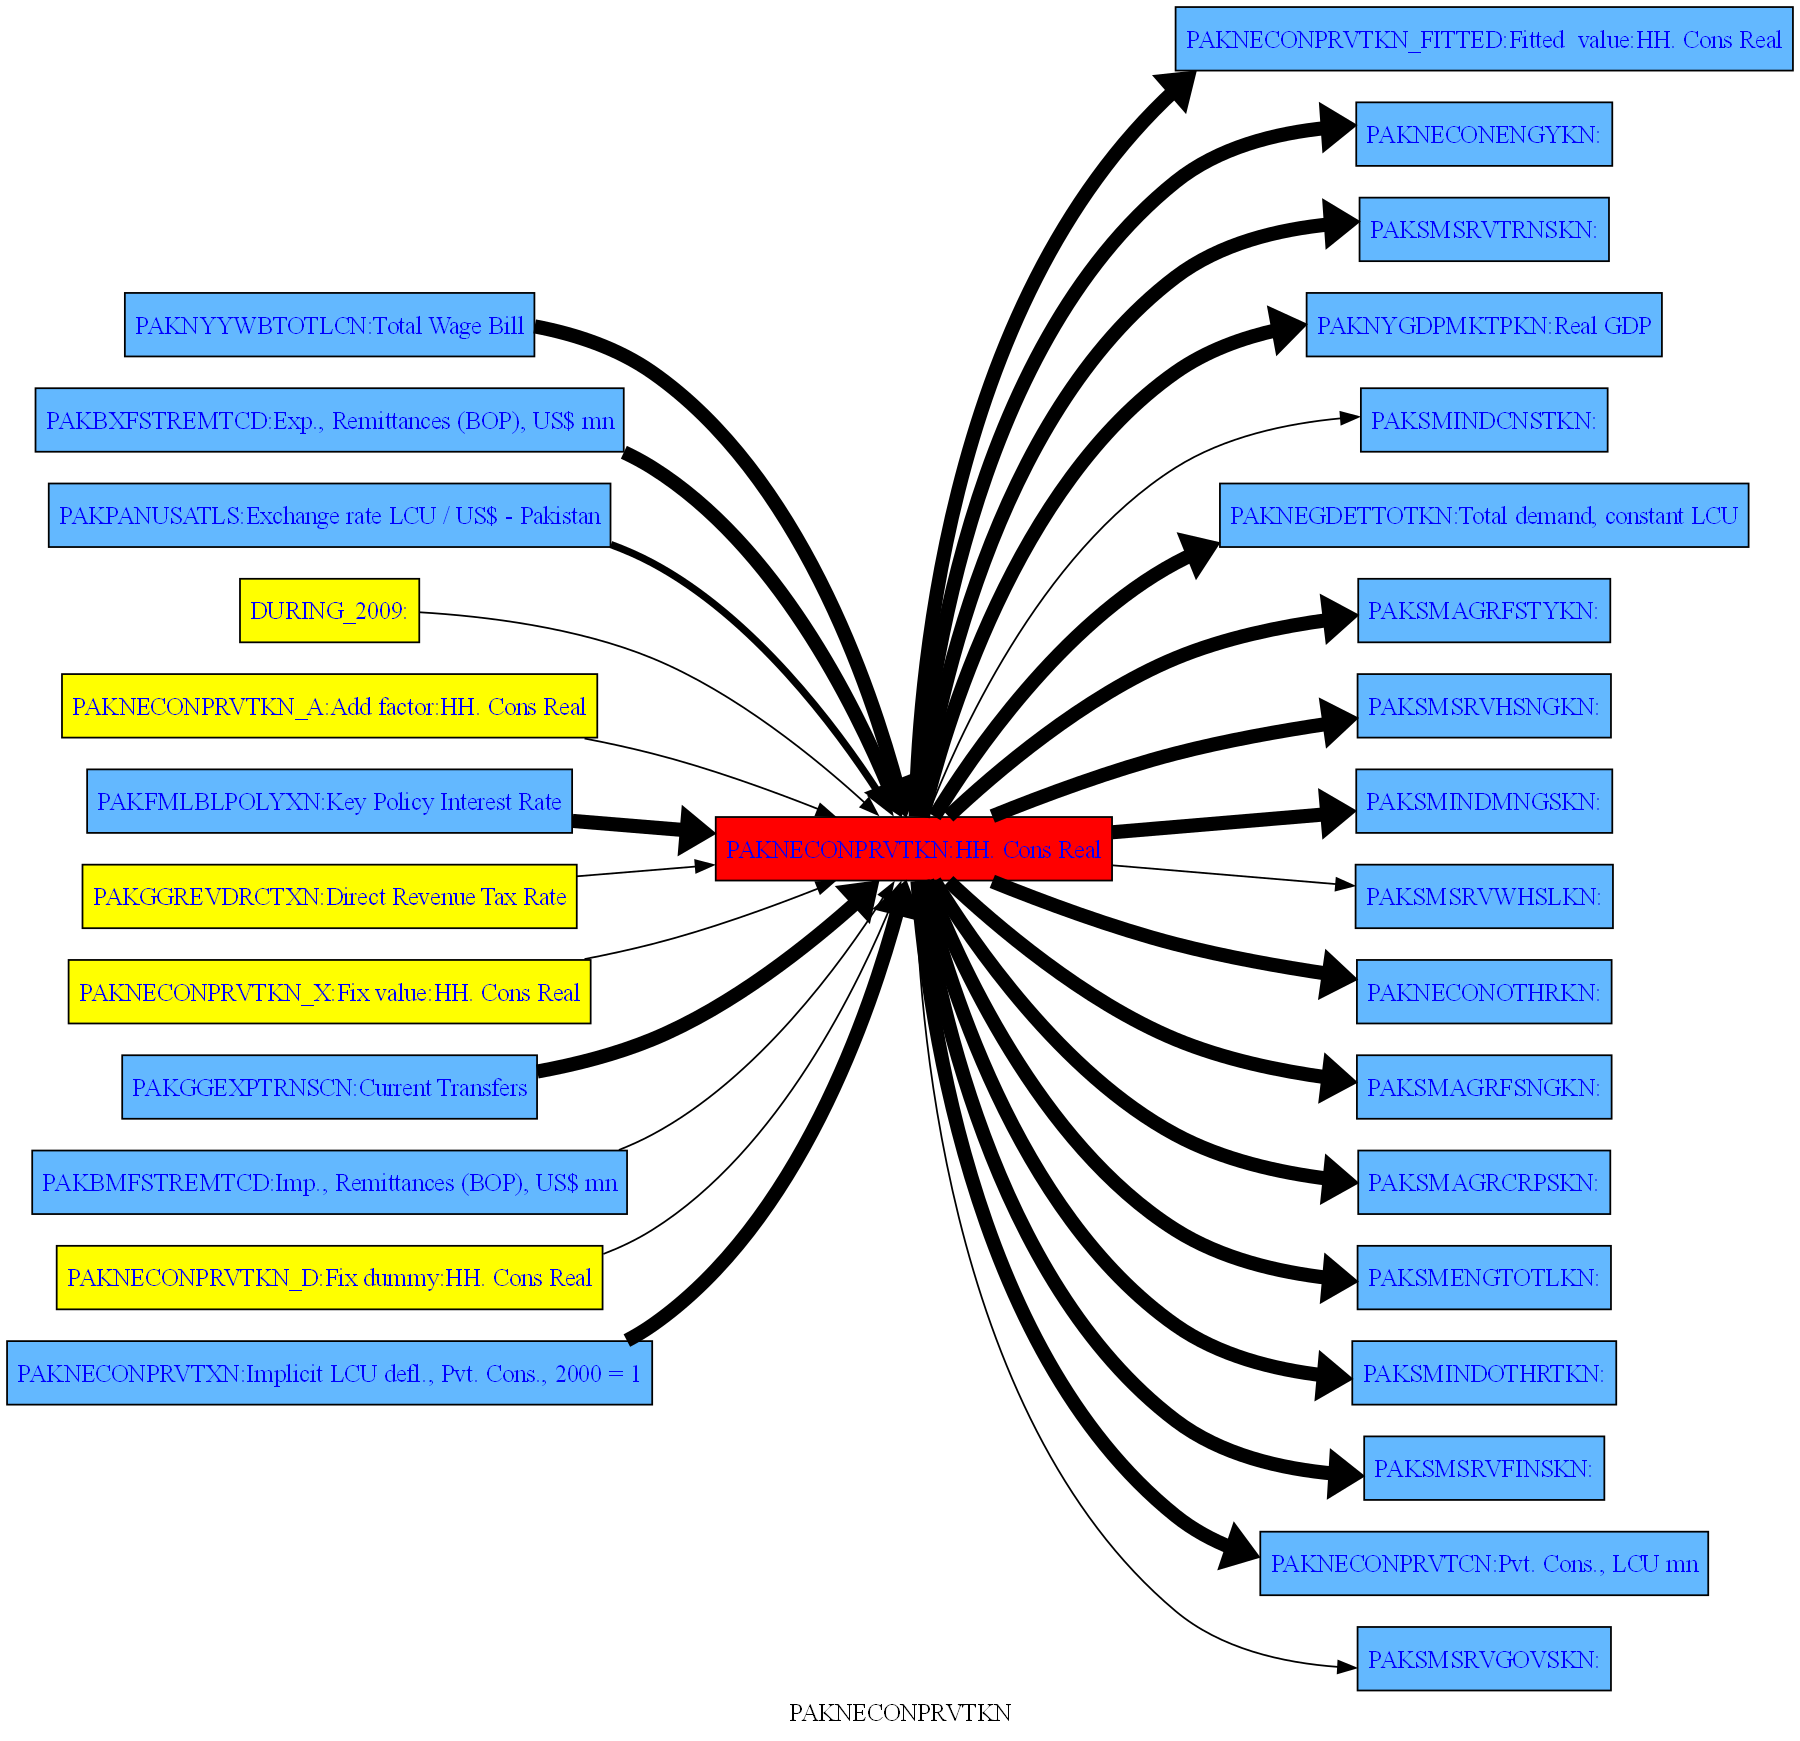 PAKNECONPRVTKN_FITTED:Fitted  value:HH. Cons Real
PAKNECONENGYKN:
PAKSMSRVTRNSKN:
PAKNYYWBTOTLCN:Total Wage Bill
PAKNYGDPMKTPKN:Real GDP
PAKBXFSTREMTCD:Exp., Remittances (BOP), US$ mn
PAKSMINDCNSTKN:
PAKPANUSATLS:Exchange rate LCU / US$ - Pakistan
PAKNEGDETTOTKN:Total demand, constant LCU
DURING_2009:
PAKSMAGRFSTYKN:
PAKNECONPRVTKN_A:Add factor:HH. Cons Real
PAKSMSRVHSNGKN:
PAKFMLBLPOLYXN:Key Policy Interest Rate
PAKSMINDMNGSKN:
PAKNECONPRVTKN:HH. Cons Real
PAKGGREVDRCTXN:Direct Revenue Tax Rate
PAKSMSRVWHSLKN:
PAKNECONPRVTKN_X:Fix value:HH. Cons Real
PAKNECONOTHRKN:
PAKGGEXPTRNSCN:Current Transfers
PAKSMAGRFSNGKN:
PAKBMFSTREMTCD:Imp., Remittances (BOP), US$ mn
PAKSMAGRCRPSKN:
PAKNECONPRVTKN_D:Fix dummy:HH. Cons Real
PAKSMENGTOTLKN:
PAKNECONPRVTXN:Implicit LCU defl., Pvt. Cons., 2000 = 1
PAKSMINDOTHRTKN:
PAKSMSRVFINSKN:
PAKNECONPRVTCN:Pvt. Cons., LCU mn
PAKSMSRVGOVSKN:
PAKNECONPRVTKN